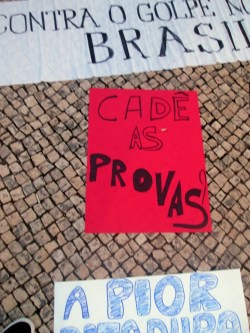 CONTRA O GOLPE N
BRASI
CADÊ
AS
PROVAS?
A PIOR